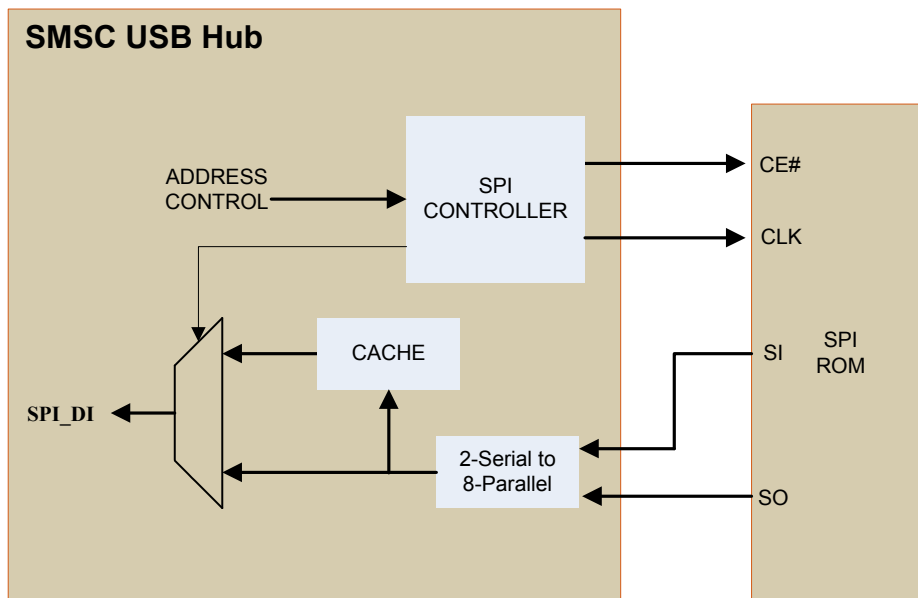 SMSC USB Hub
ADDRESS
CONTROL
SPI
CONTROLLER
CE#
CLK
CACHE
SI
SPI
ROM
SPI_DI
2-Serial to
8-Parallel
SO